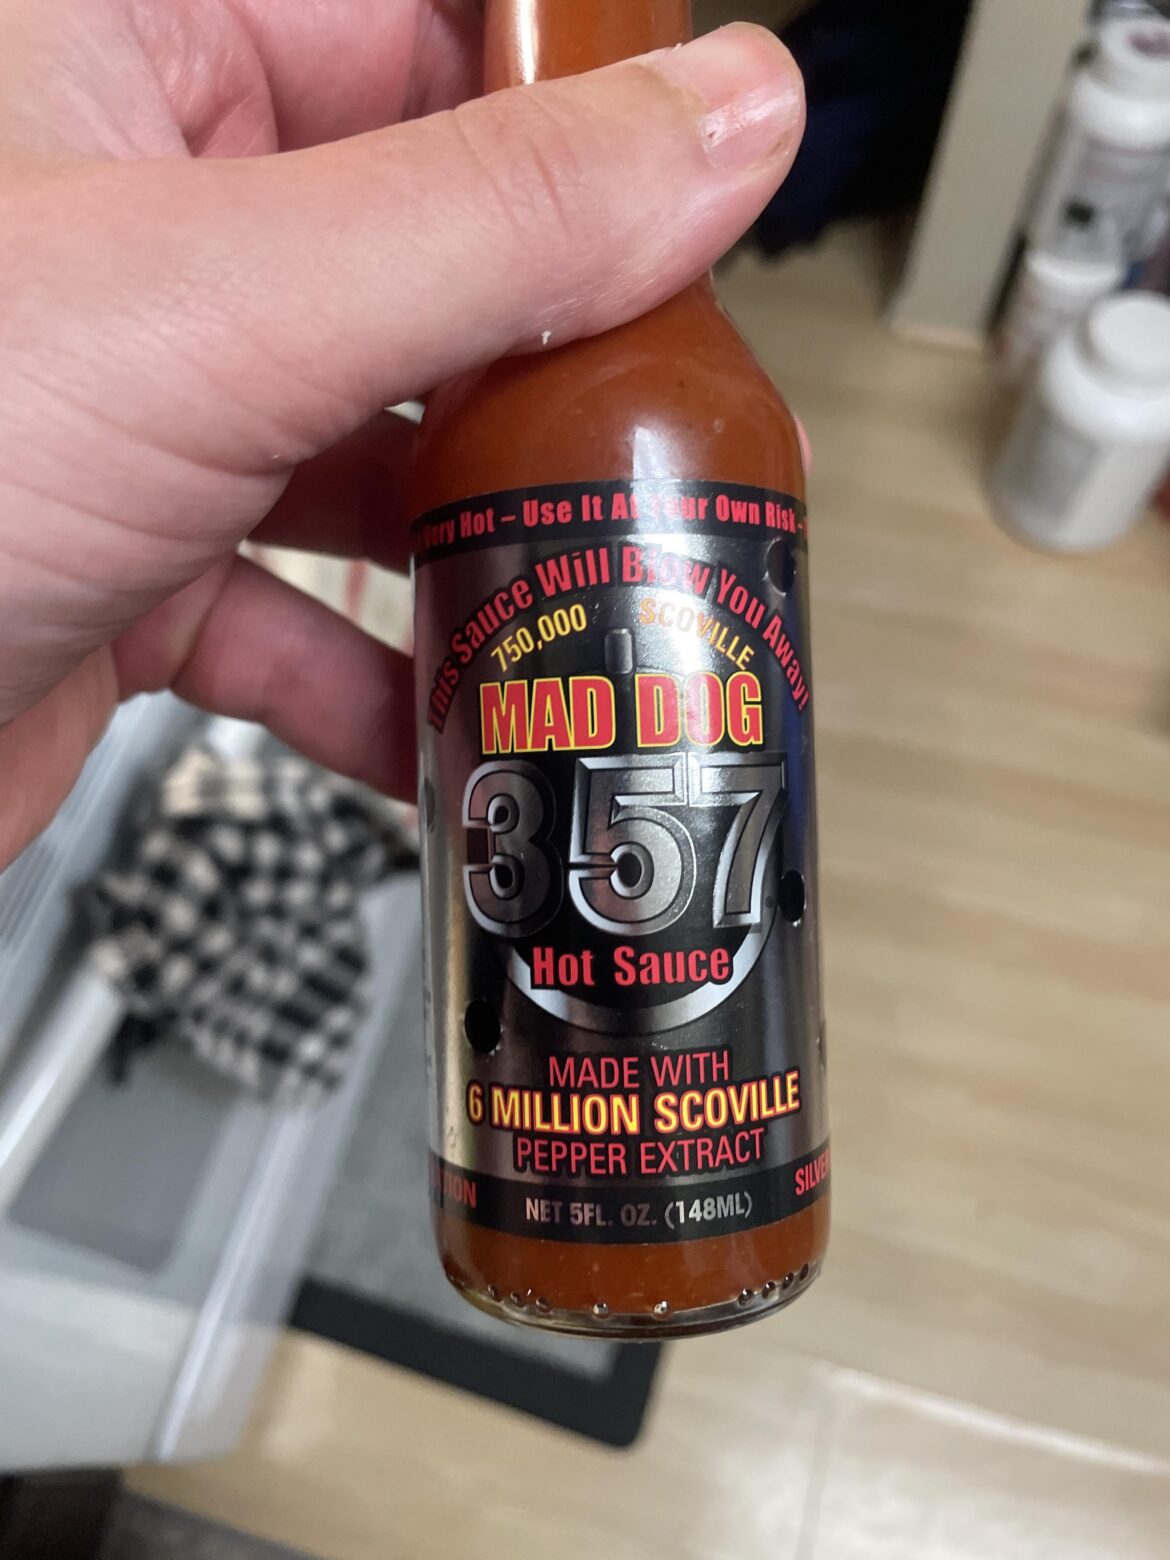 Very Hot - Use It At Your Own Risk -
This Sauce Will Blow You Away!
750,000 SCOVILLE
MAD DOG
357
Hot Sauce
MADE WITH
6 MILLION SCOVILLE
PEPPER EXTRACT
NET 5FL. OZ. (148ML)